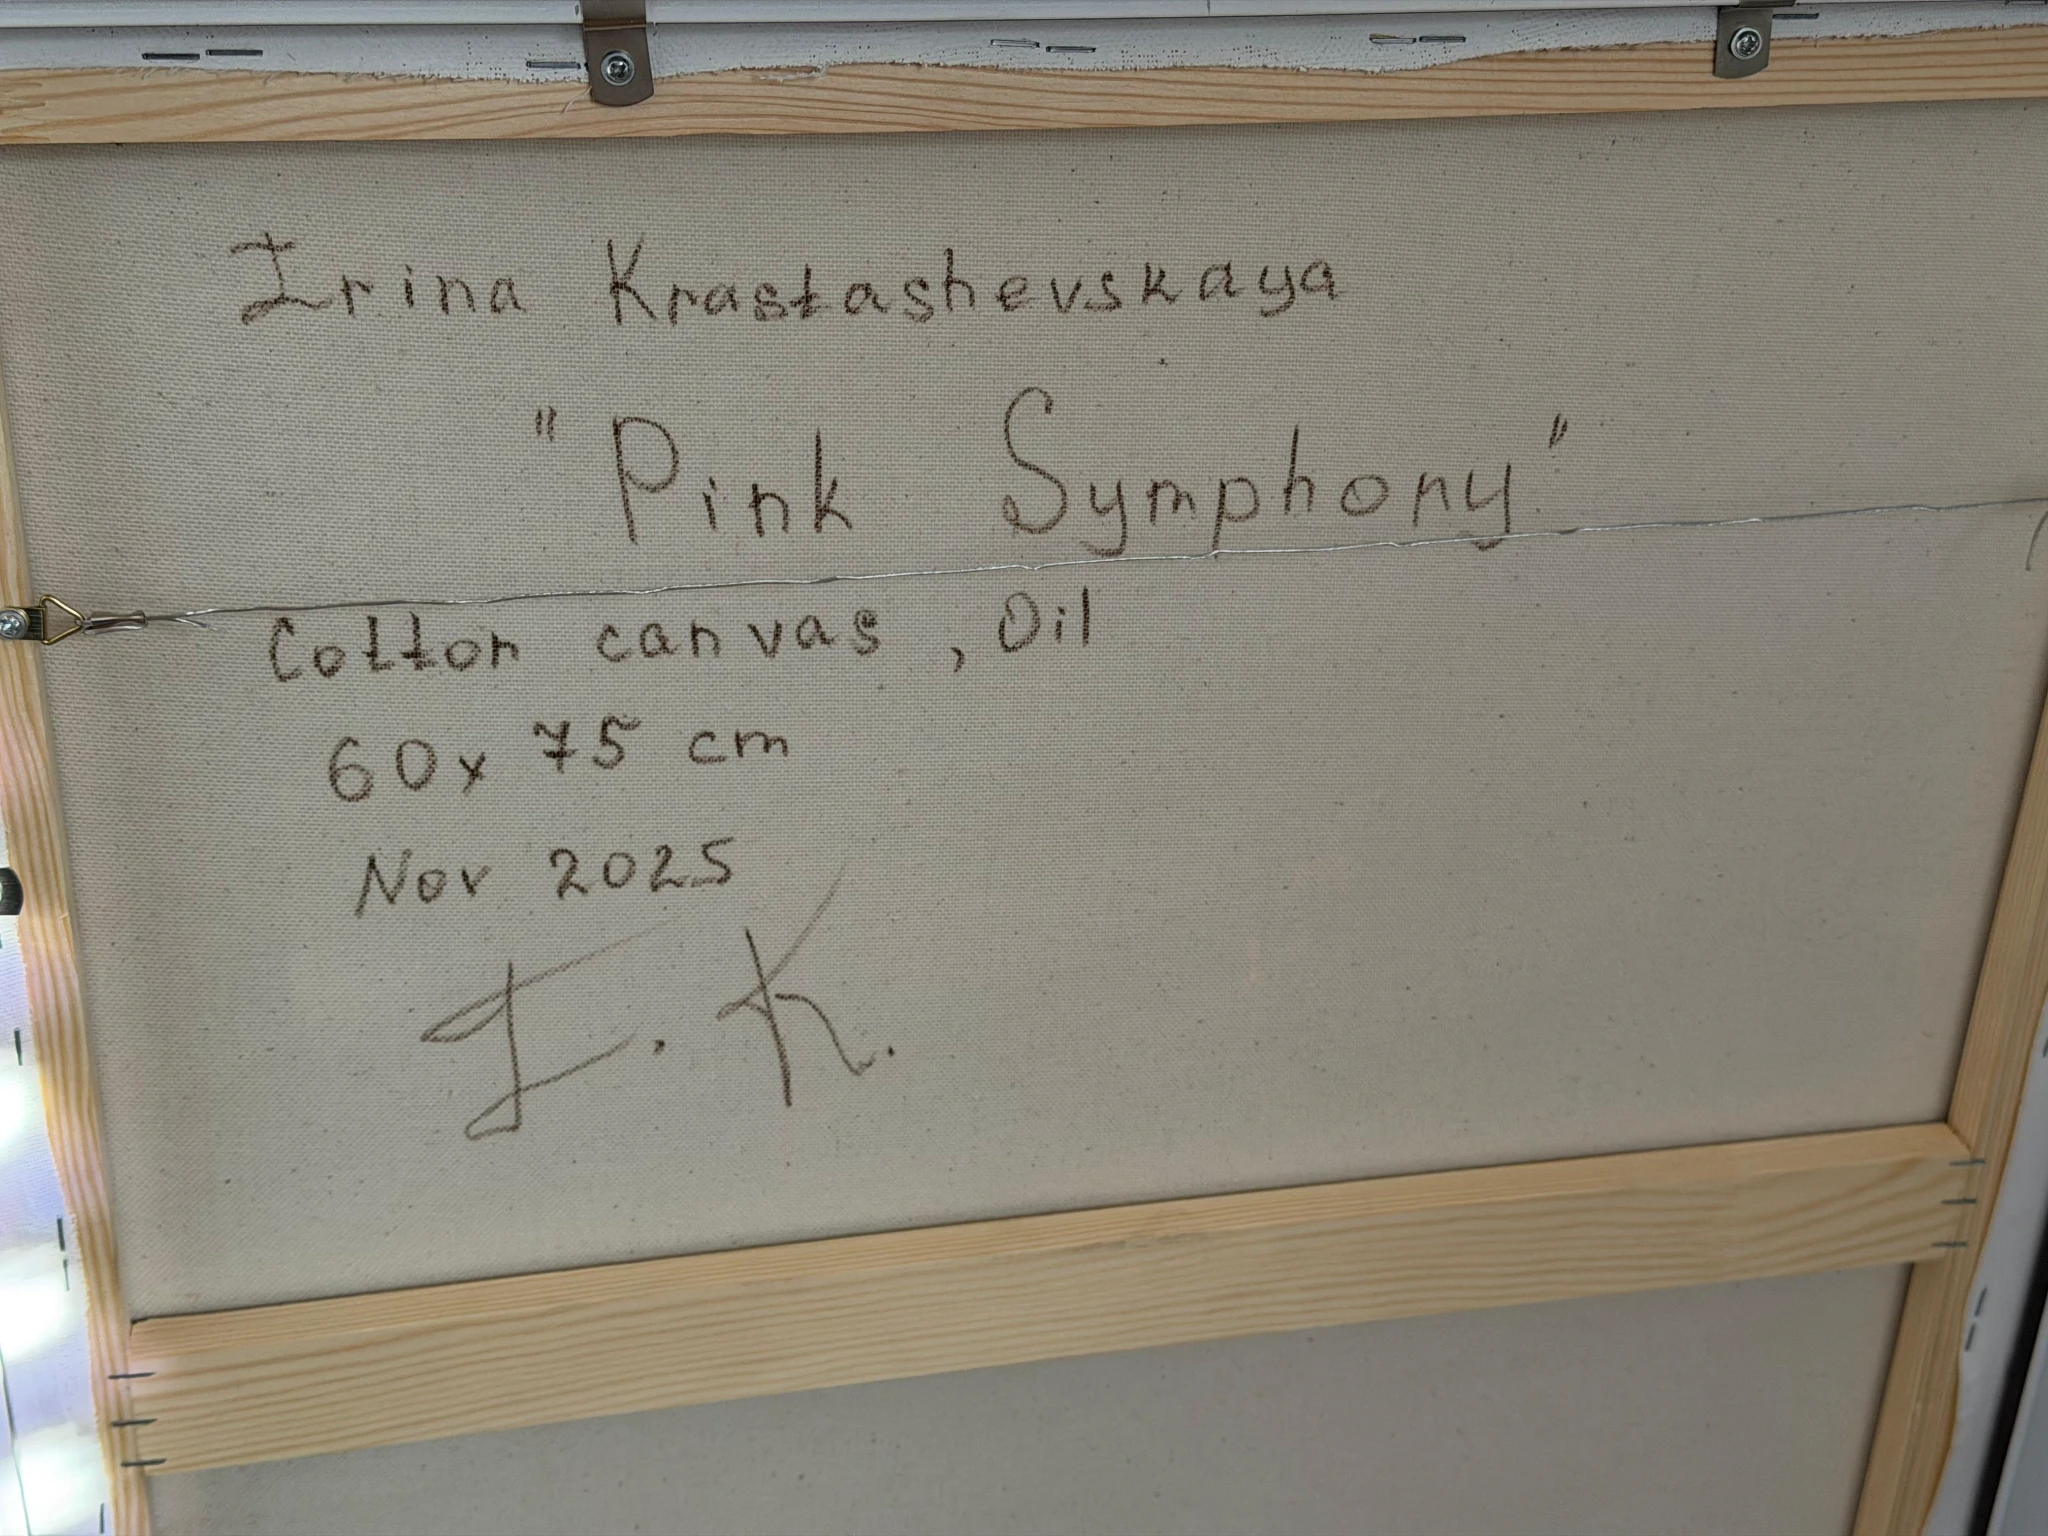 Irina Krastashevskaya
"Pink Symphony"
Cotton canvas, Oil
60x75 cm
Nov 2025
I.K.